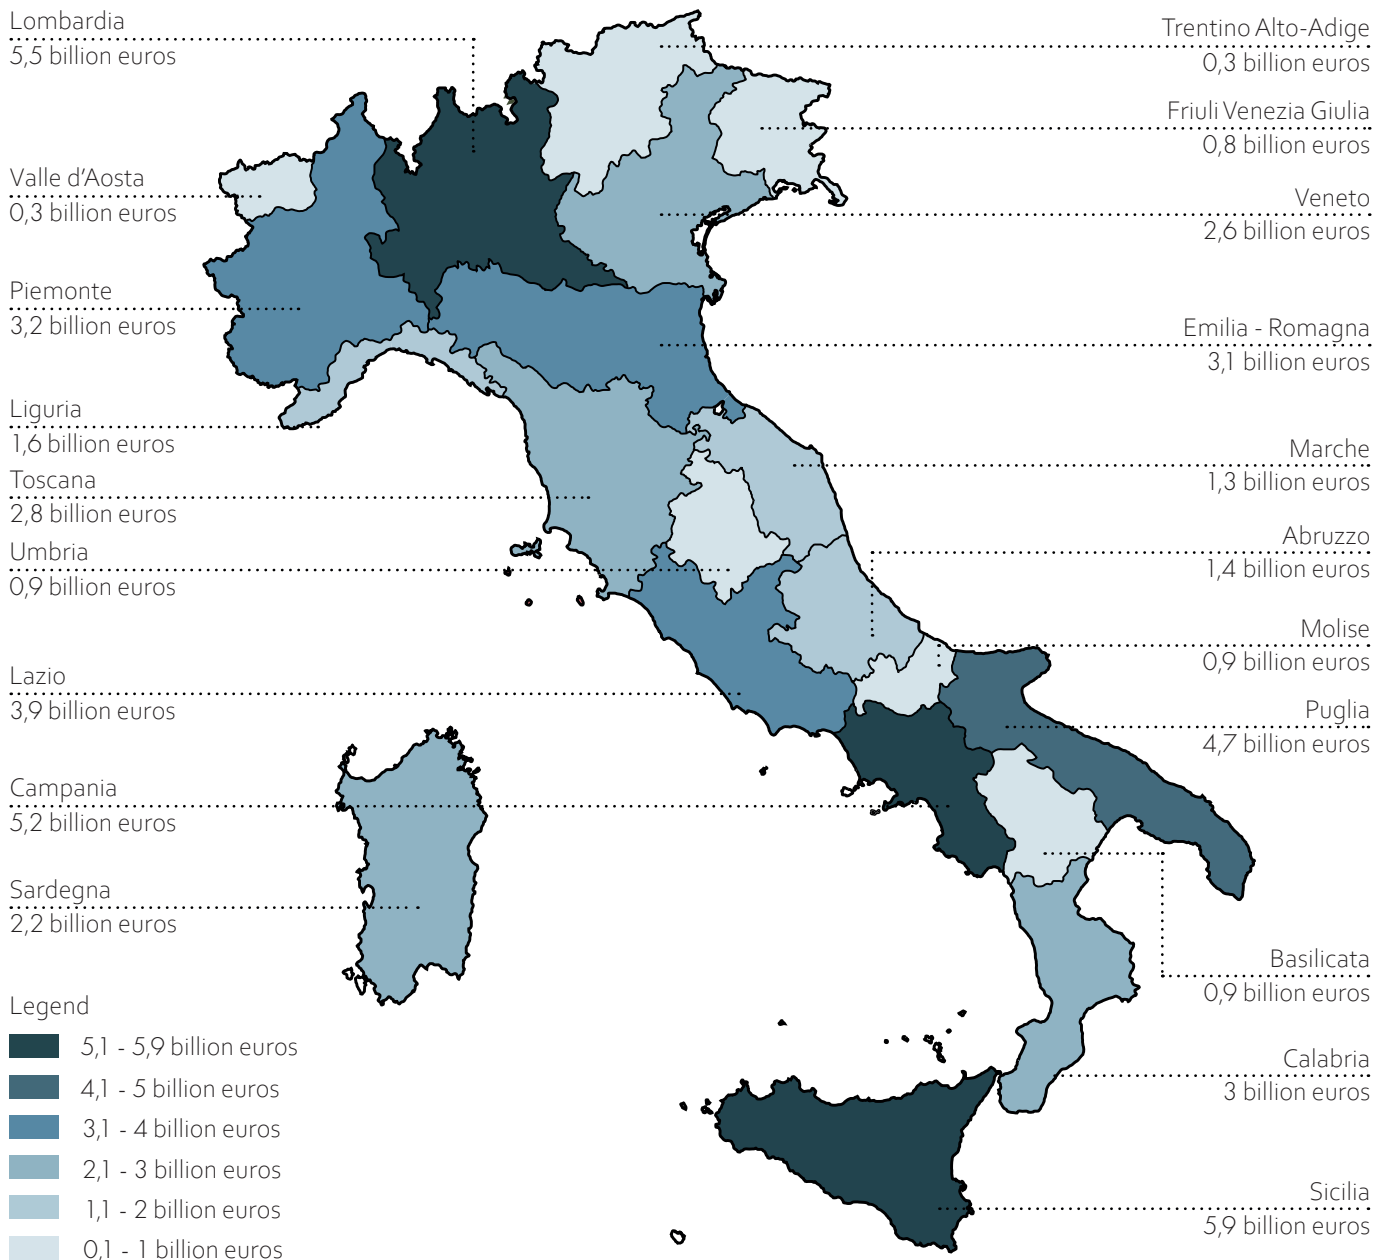 Lombardia
5,5 billion euros
Valle d'Aosta
0,3 billion euros
Piemonte
3,2 billion euros
Liguria
1,6 billion euros
Toscana
2,8 billion euros
Umbria
0,9 billion euros
Lazio
3,9 billion euros
Campania
5,2 billion euros
Sardegna
2,2 billion euros
Trentino Alto-Adige
0,3 billion euros
Friuli Venezia Giulia
0,8 billion euros
Veneto
2,6 billion euros
Emilia - Romagna
3,1 billion euros
Marche
1,3 billion euros
Abruzzo
1,4 billion euros
Molise
0,9 billion euros
Puglia
4,7 billion euros
Basilicata
0,9 billion euros
Calabria
3 billion euros
Sicilia
5,9 billion euros
Legend
5,1 - 5,9 billion euros
4,1 - 5 billion euros
3,1 - 4 billion euros
2,1 - 3 billion euros
1,1 - 2 billion euros
0,1 - 1 billion euros